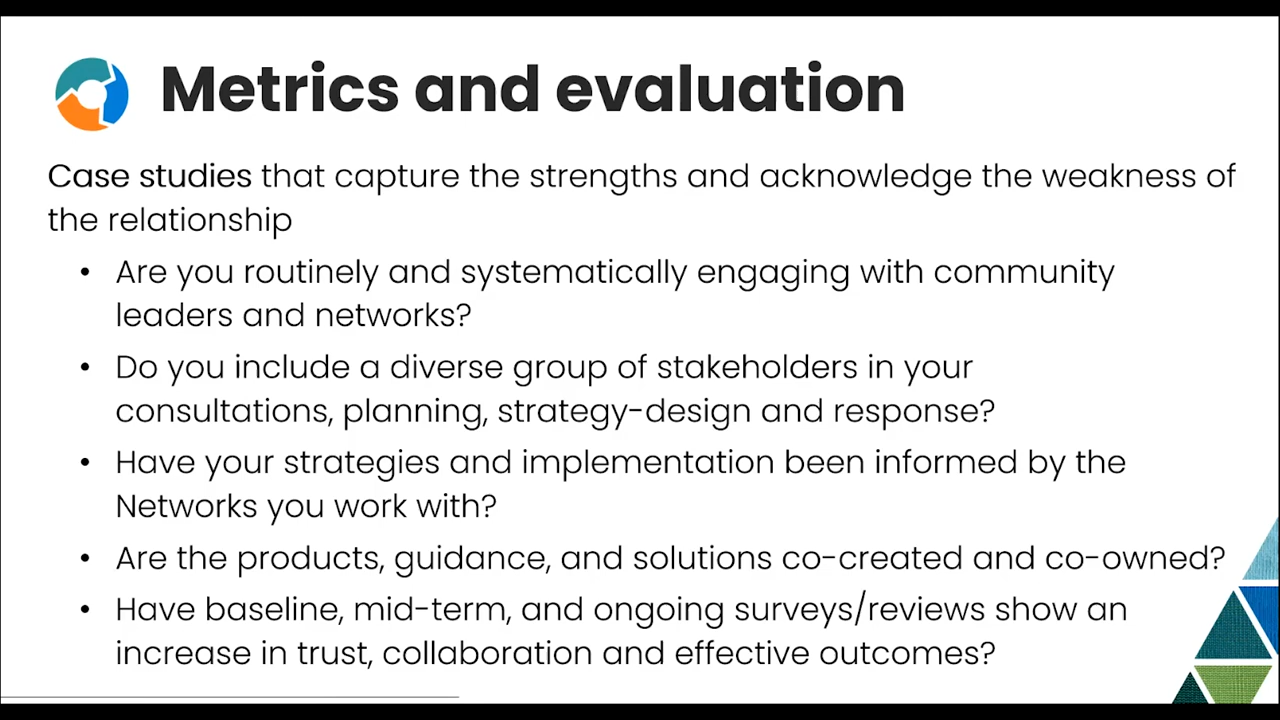 Metrics and evaluation
Case studies that capture the strengths and acknowledge the weakness of
the relationship
• Are you routinely and systematically engaging with community
leaders and networks?
• Do you include a diverse group of stakeholders in your
consultations, planning, strategy-design and response?
• Have your strategies and implementation been informed by the
Networks you work with?
• Are the products, guidance, and solutions co-created and co-owned?
• Have baseline, mid-term, and ongoing surveys/reviews show an
increase in trust, collaboration and effective outcomes?